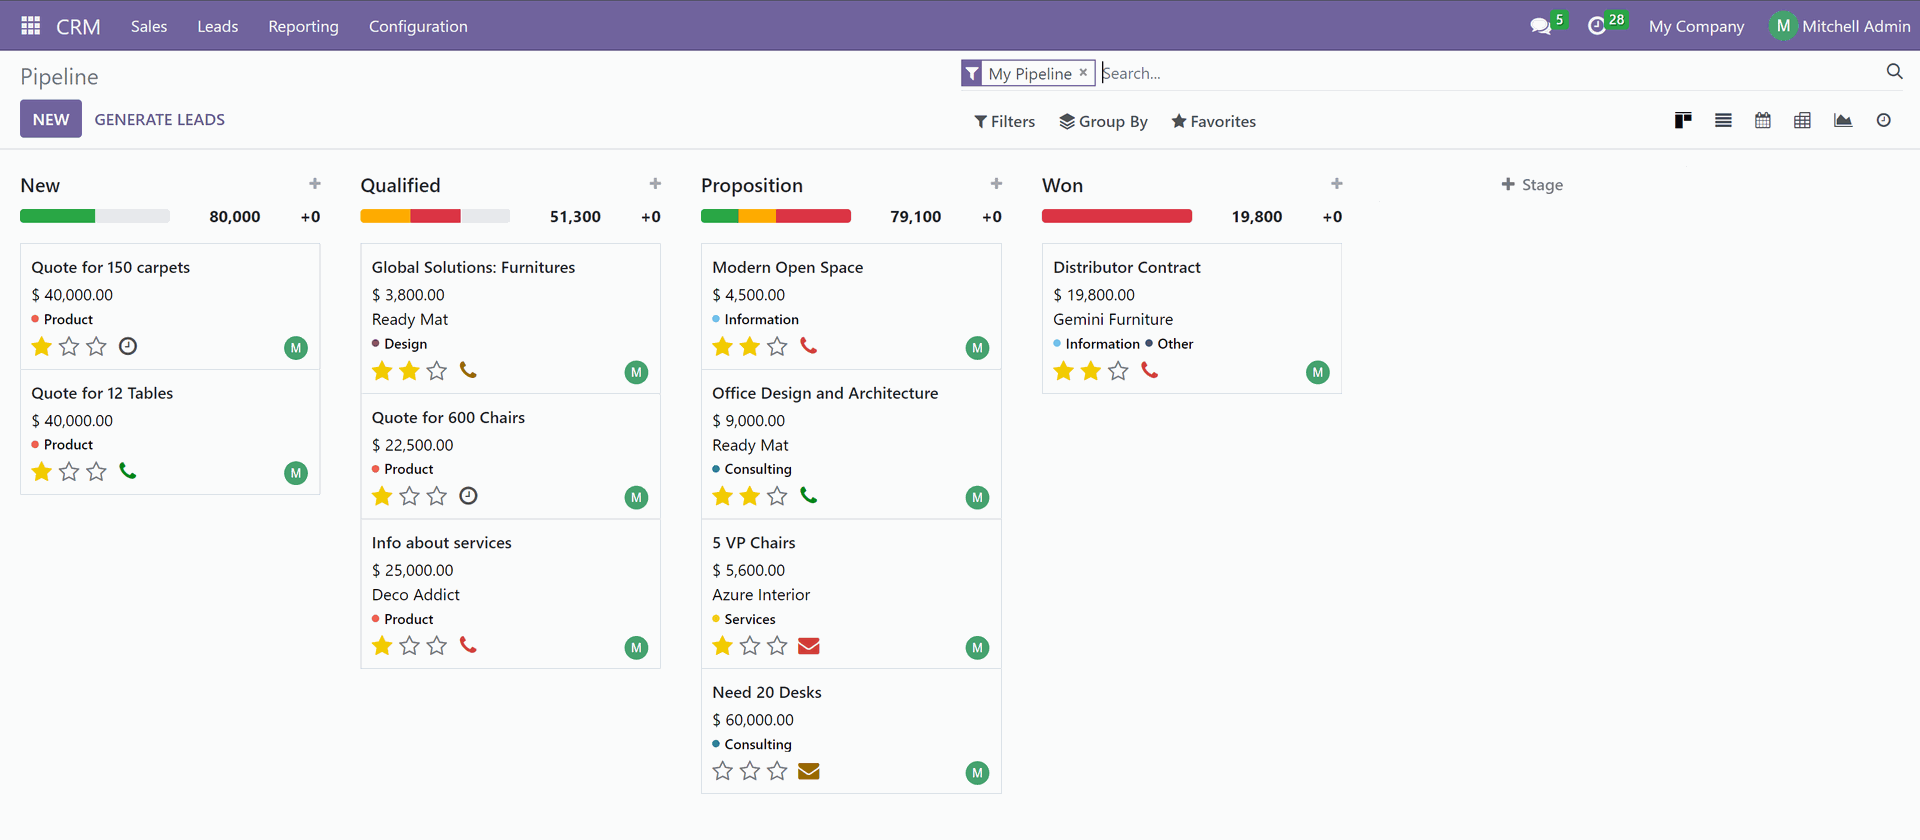 CRM Sales Leads Reporting Configuration 5 28 My Company M Mitchell Admin
Pipeline
My Pipeline × Search...
NEW GENERATE LEADS
Filters Group By Favorites
New +
80,000 +0
Quote for 150 carpets
$ 40,000.00
Product
M
Quote for 12 Tables
$ 40,000.00
Product
M
Qualified +
51,300 +0
Global Solutions: Furnitures
$ 3,800.00
Ready Mat
Design
M
Quote for 600 Chairs
$ 22,500.00
Product
M
Info about services
$ 25,000.00
Deco Addict
Product
M
Proposition +
79,100 +0
Modern Open Space
$ 4,500.00
Information
M
Office Design and Architecture
$ 9,000.00
Ready Mat
Consulting
M
5 VP Chairs
$ 5,600.00
Azure Interior
Services
M
Need 20 Desks
$ 60,000.00
Consulting
M
Won +
19,800 +0
Distributor Contract
$ 19,800.00
Gemini Furniture
Information Other
M
+ Stage